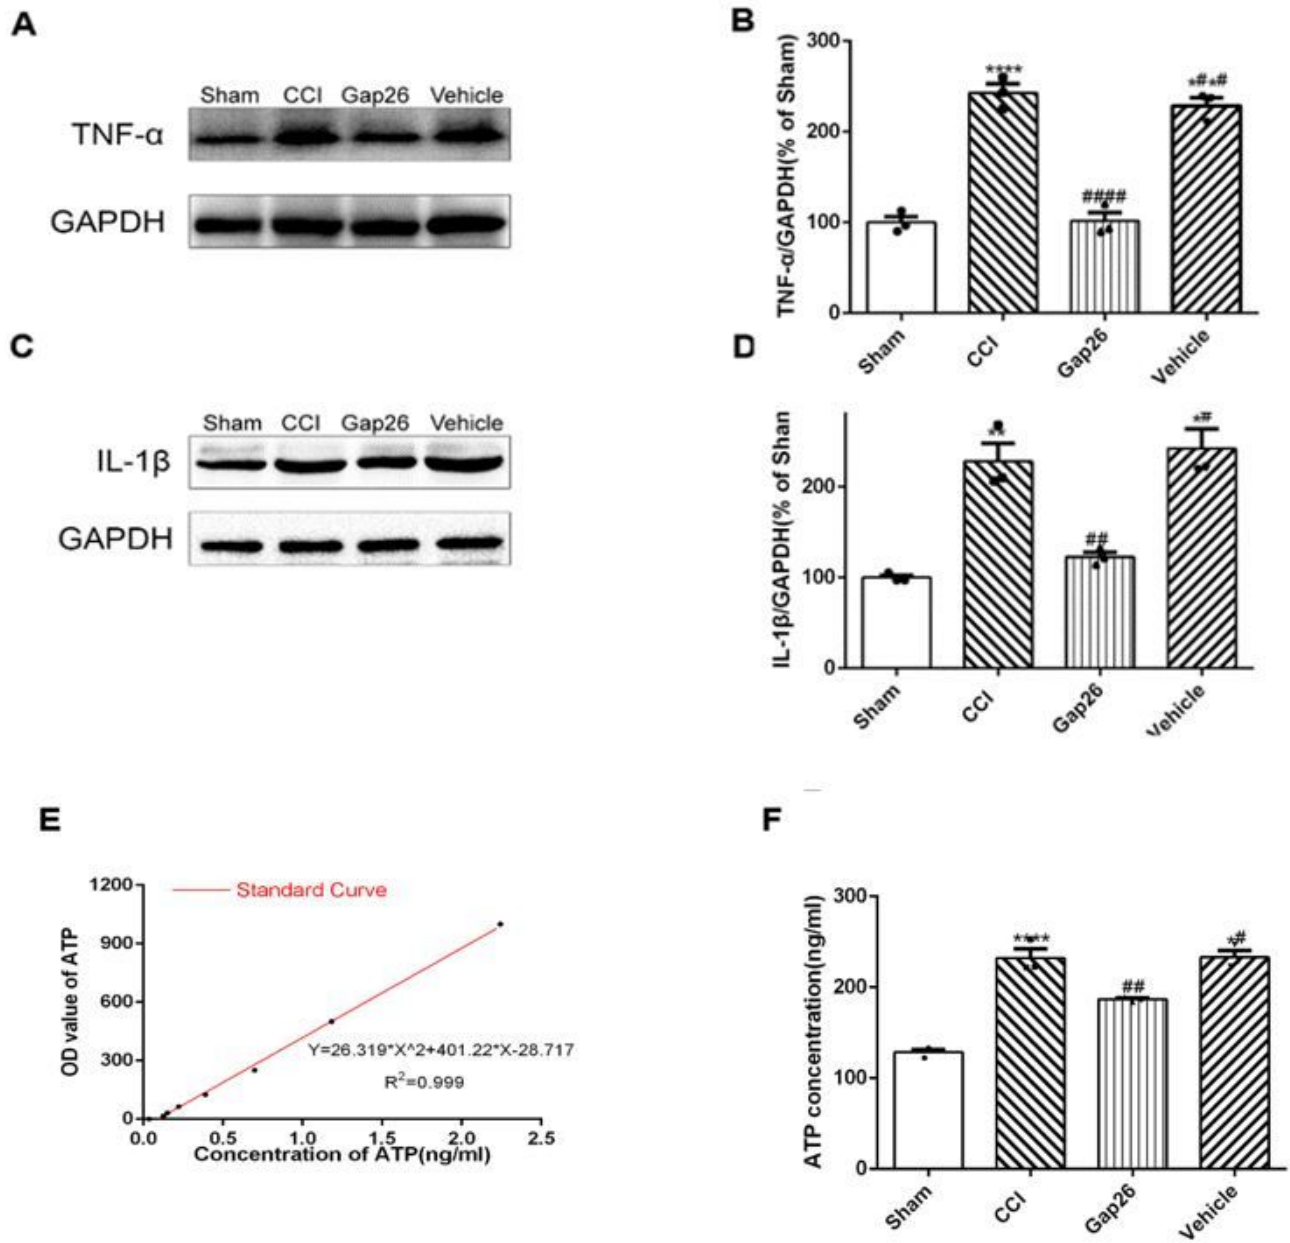 A
Sham CCI Gap26 Vehicle
TNF-α
GAPDH
B
TNF-α/GAPDH(% of Sham)
300
200
100
0
****
####
*#*#
Sham
CCI
Gap26
Vehicle
C
Sham CCI Gap26 Vehicle
IL-1β
GAPDH
D
IL-1β/GAPDH(% of Shan
200
100
0
**
##
*#
Sham
CCI
Gap26
Vehicle
E
Standard Curve
OD value of ATP
1200
900
600
300
0
Y=26.319*X^2+401.22*X-28.717
R²=0.999
0.0 0.5 1.0 1.5 2.0 2.5
Concentration of ATP(ng/ml)
F
ATP concentration(ng/ml)
300
200
100
0
****
##
*#
Sham
CCI
Gap26
Vehicle